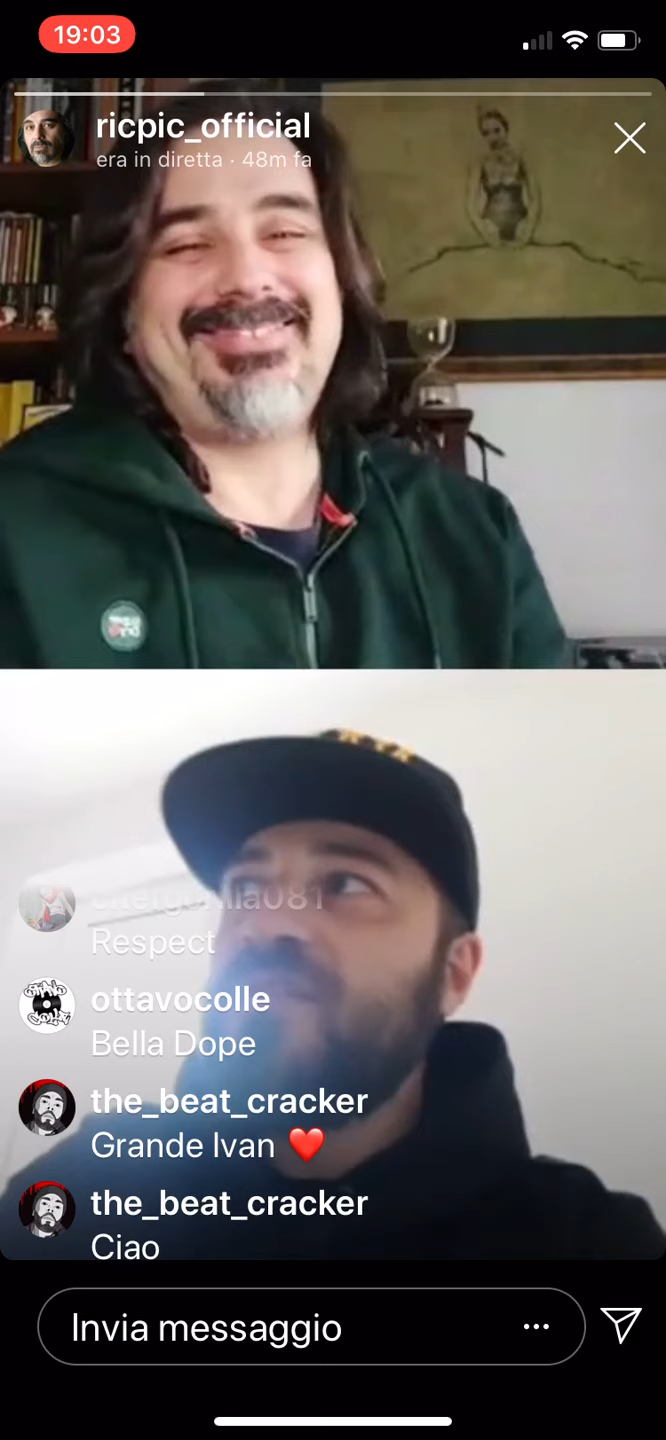 19:03
ricpic_official
era in diretta · 48m fa
Respect
ottavocolle
Bella Dope
the_beat_cracker
Grande Ivan ❤️
the_beat_cracker
Ciao
Invia messaggio